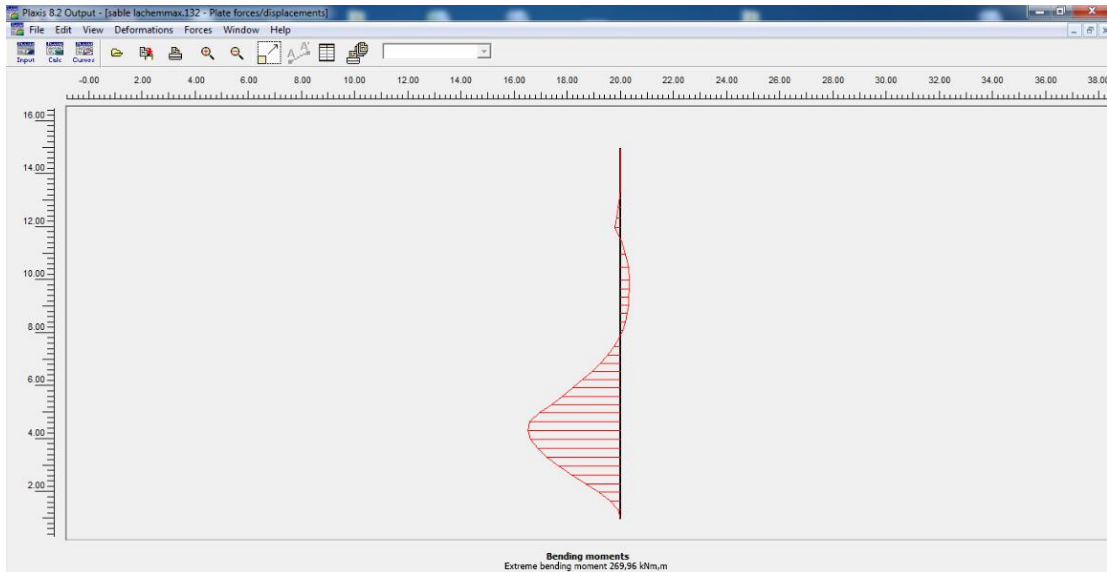 Plaxis 8.2 Output - [sable lachemmax.132 - Plate forces/displacements]
File Edit View Deformations Forces Window Help
Input Calc Curves
-0.00 2.00 4.00 6.00 8.00 10.00 12.00 14.00 16.00 18.00 20.00 22.00 24.00 26.00 28.00 30.00 32.00 34.00 36.00 38.00
16.00
14.00
12.00
10.00
8.00
6.00
4.00
2.00
Bending moments
Extreme bending moment 269,96 kNm,m